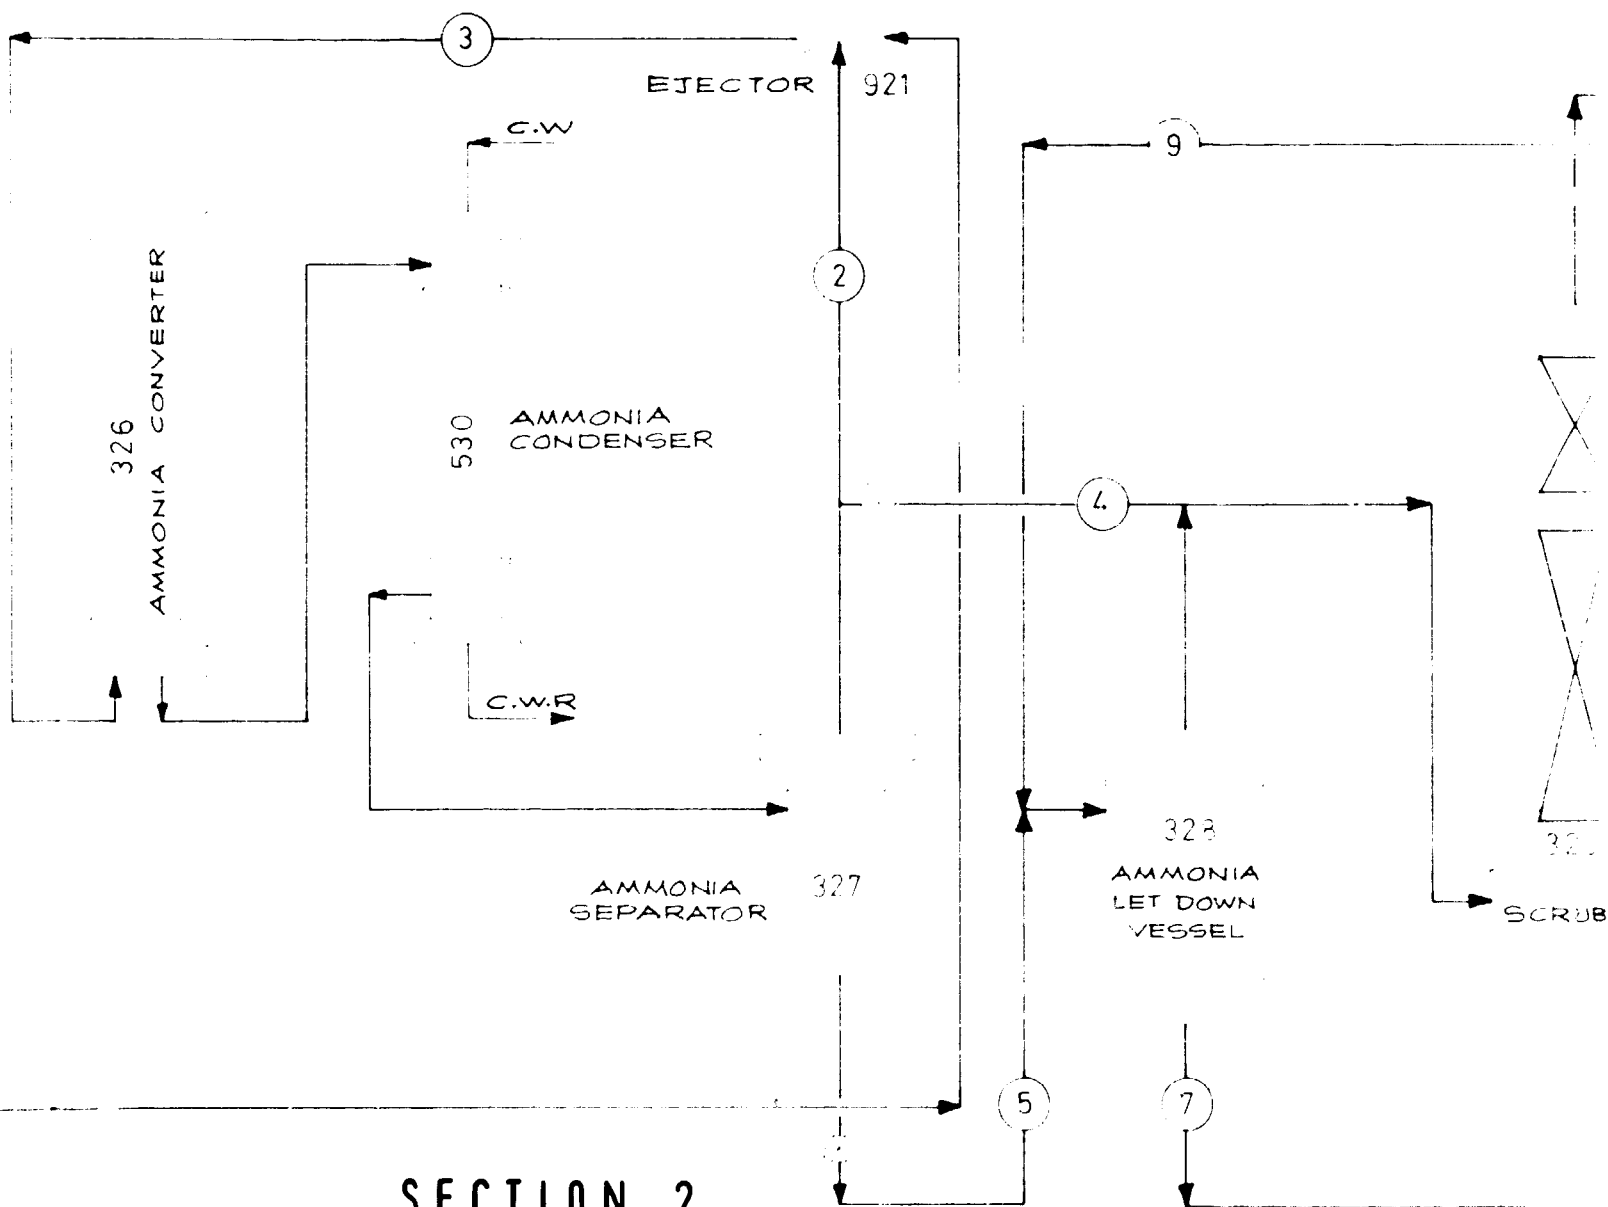 3
EJECTOR 921
C.W
9
2
326
AMMONIA CONVERTER
530
AMMONIA
CONDENSER
4.
C.W.R
328
AMMONIA
LET DOWN
VESSEL
327
AMMONIA
SEPARATOR
SCRUB
5
7
SECTION 2